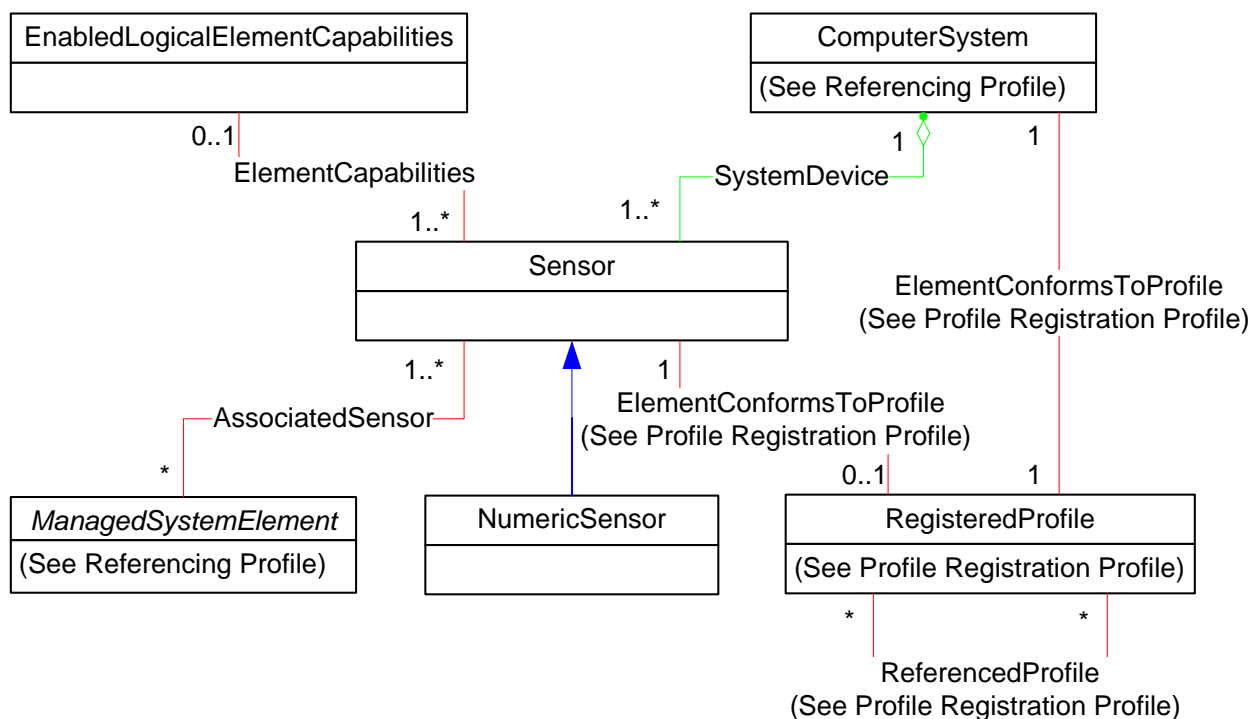 EnabledLogicalElementCapabilities
ComputerSystem
(See Referencing Profile)
0..1
1
1
ElementCapabilities
SystemDevice
1..*
1..*
Sensor
ElementConformsToProfile
(See Profile Registration Profile)
1..*
1
AssociatedSensor
ElementConformsToProfile
(See Profile Registration Profile)
*
0..1
1
ManagedSystemElement
(See Referencing Profile)
NumericSensor
RegisteredProfile
(See Profile Registration Profile)
*
*
ReferencedProfile
(See Profile Registration Profile)